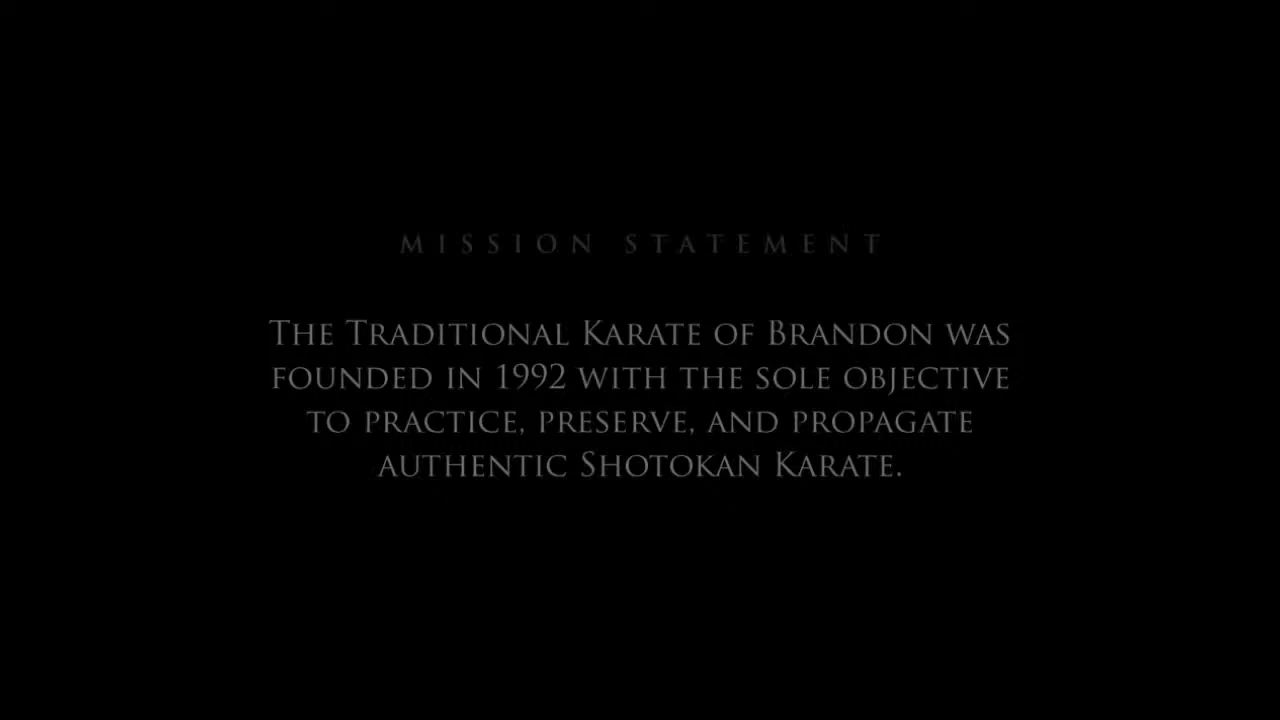 MISSION STATEMENT
The Traditional Karate of Brandon was
founded in 1992 with the sole objective
to practice, preserve, and propagate
authentic Shotokan Karate.